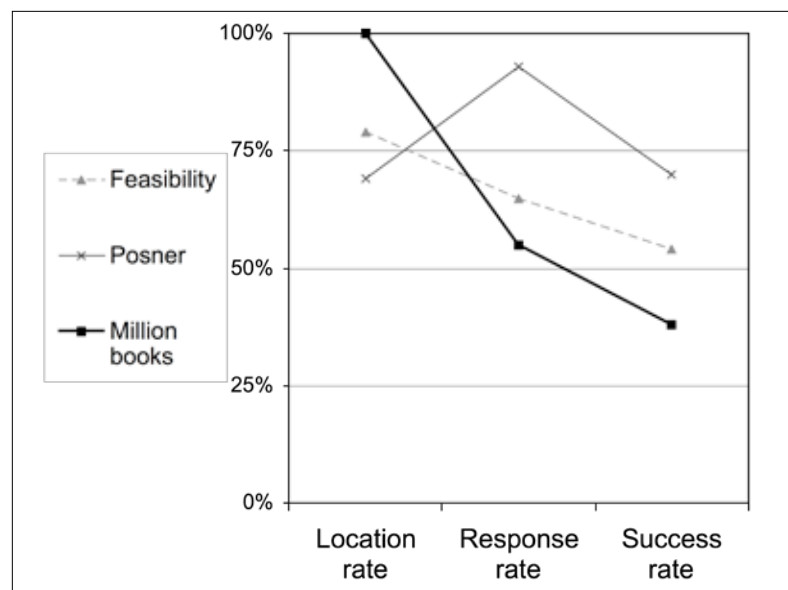 100%
75%
50%
25%
0%
Feasibility
Posner
Million
books
Location
rate
Response
rate
Success
rate